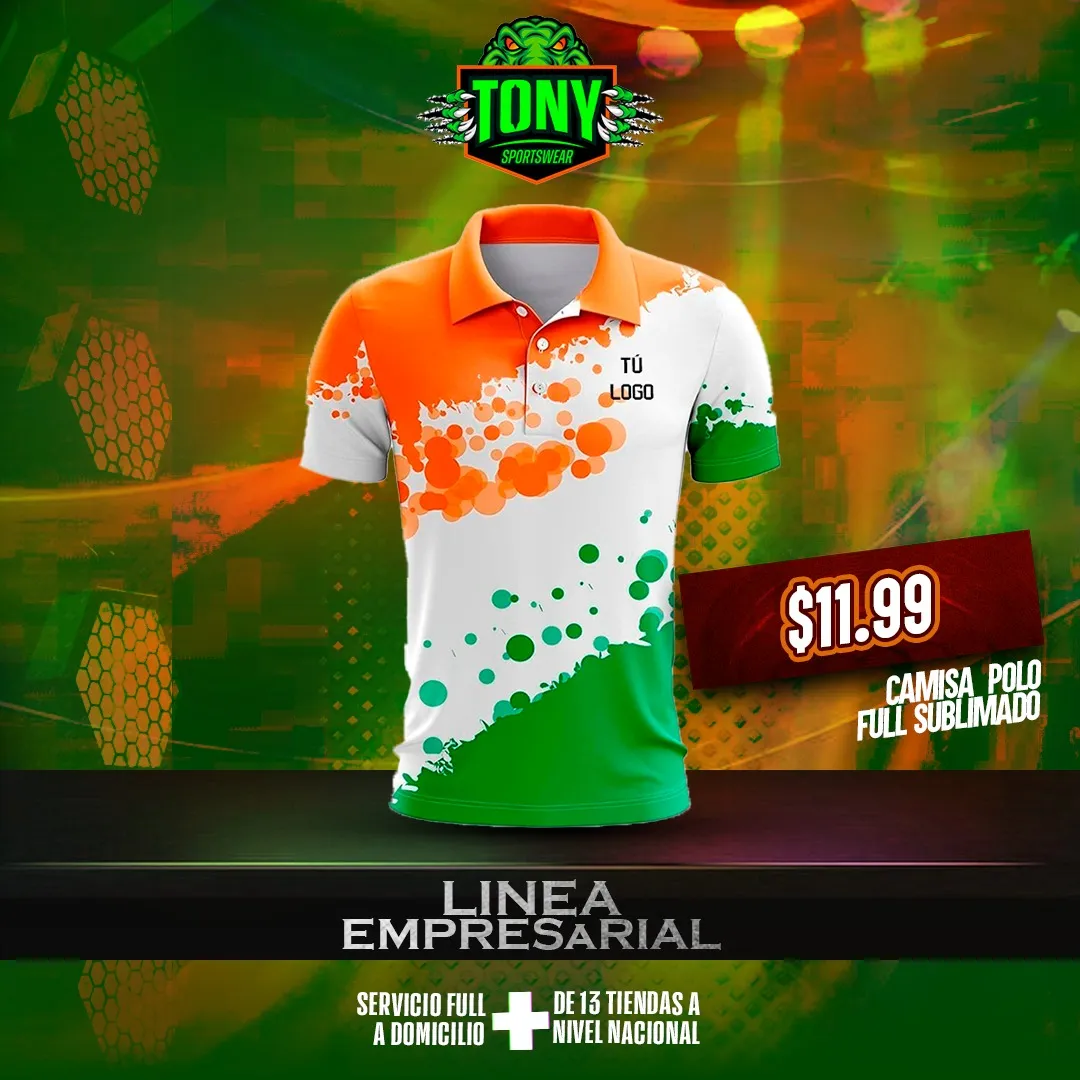 TONY
SPORTSWEAR
TÚ
LOGO
$11.99
CAMISA POLO
FULL SUBLIMADO
LINEA
EMPRESARIAL
SERVICIO FULL
A DOMICILIO
+ DE 13 TIENDAS A
NIVEL NACIONAL